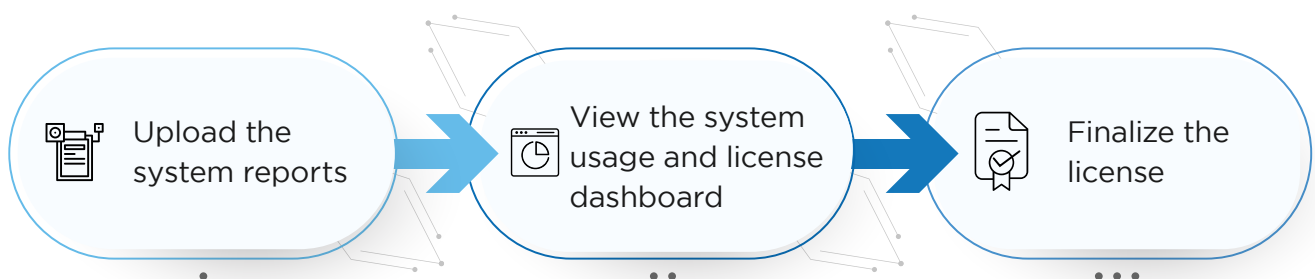 Upload the
system reports
View the system
usage and license
dashboard
Finalize the
license